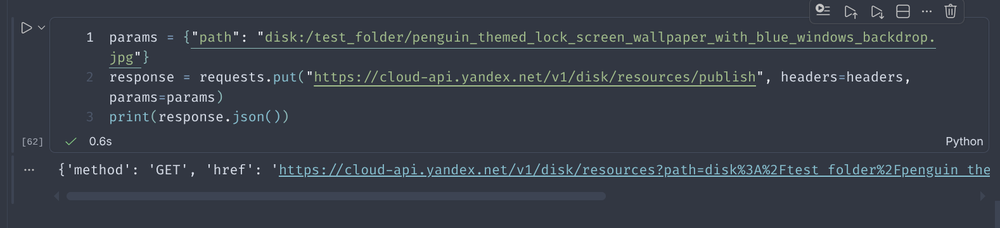 1 params = {"path": "disk:/test_folder/penguin_themed_lock_screen_wallpaper_with_blue_windows_backdrop.
jpg"}
2 response = requests.put("https://cloud-api.yandex.net/v1/disk/resources/publish", headers=headers,
params=params)
3 print(response.json())
[62] 0.6s Python
{'method': 'GET', 'href': 'https://cloud-api.yandex.net/v1/disk/resources?path=disk%3A%2Ftest_folder%2Fpenguin_the